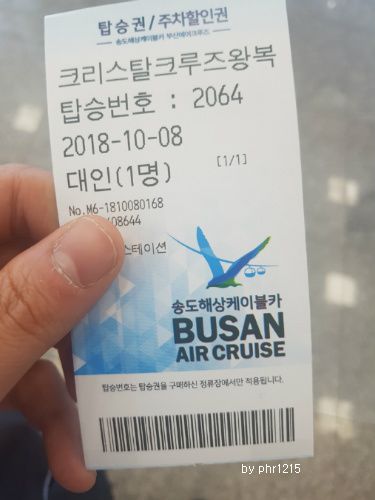 탑승권/주차할인권
송도해상케이블카 부산에어크루즈
크리스탈크루즈왕복
탑승번호 : 2064
2018-10-08
대인(1명) [1/1]
No.M6-1810080168
08644
스테이션
송도해상케이블카
BUSAN
AIR CRUISE
탑승번호는 탑승권을 구매하신 정류장에서만 적용됩니다.
by phr1215